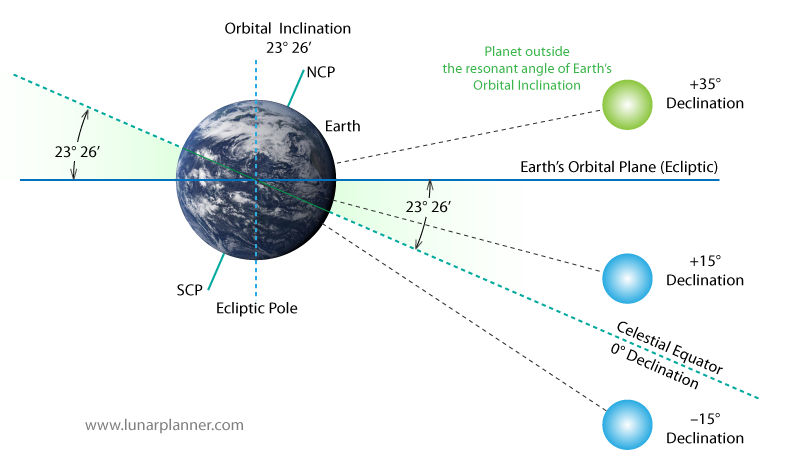 Orbital Inclination
23° 26′
NCP
Planet outside
the resonant angle of Earth's
Orbital Inclination
+35°
Declination
Earth
23° 26′
Earth's Orbital Plane (Ecliptic)
23° 26′
+15°
Declination
SCP
Ecliptic Pole
Celestial Equator
0° Declination
www.lunarplanner.com
–15°
Declination